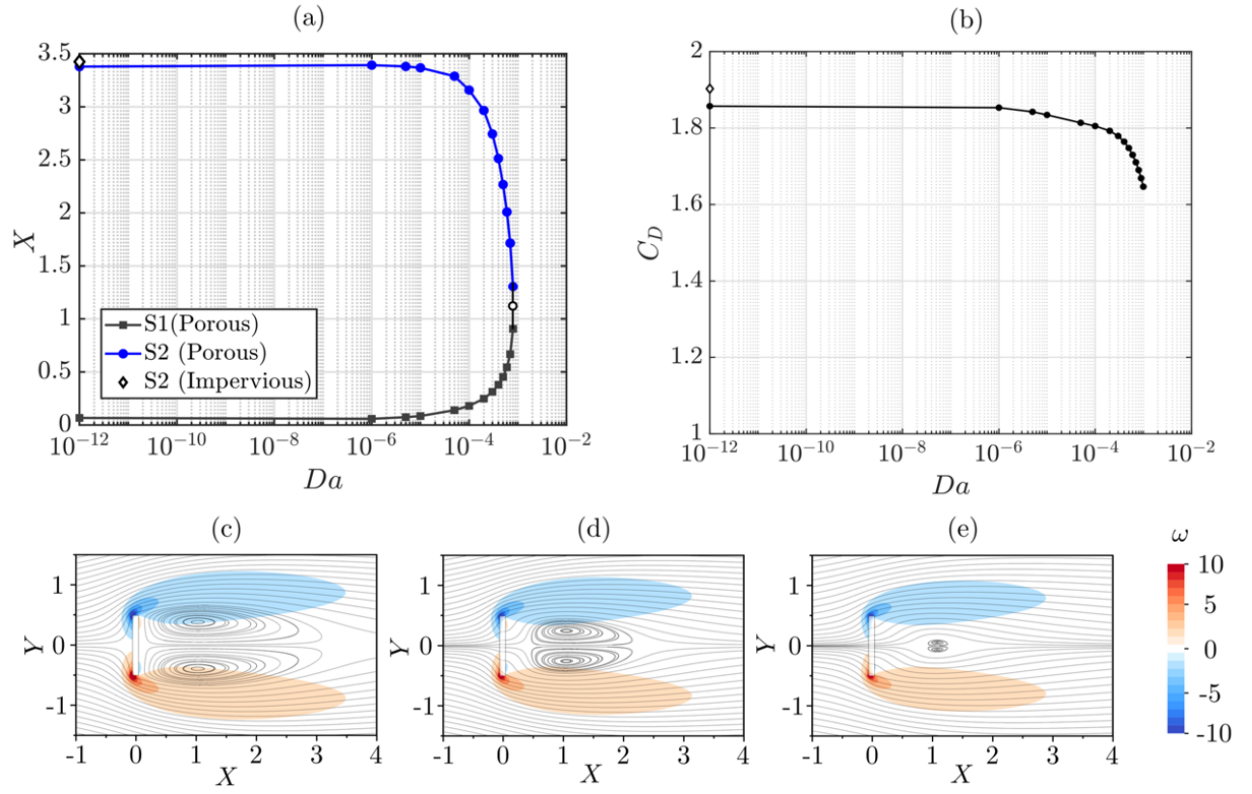 (a)
3.5
3
2.5
2
1.5
1
0.5
0
X
S1(Porous)
S2 (Porous)
S2 (Impervious)
10⁻¹² 10⁻¹⁰ 10⁻⁸ 10⁻⁶ 10⁻⁴ 10⁻²
Da
(b)
2
1.8
1.6
1.4
1.2
1
C_D
10⁻¹² 10⁻¹⁰ 10⁻⁸ 10⁻⁶ 10⁻⁴ 10⁻²
Da
(c)
1
0
-1
Y
-1 0 1 2 3 4
X
(d)
1
0
-1
Y
-1 0 1 2 3 4
X
(e)
1
0
-1
Y
-1 0 1 2 3 4
X
ω
10
5
0
-5
-10